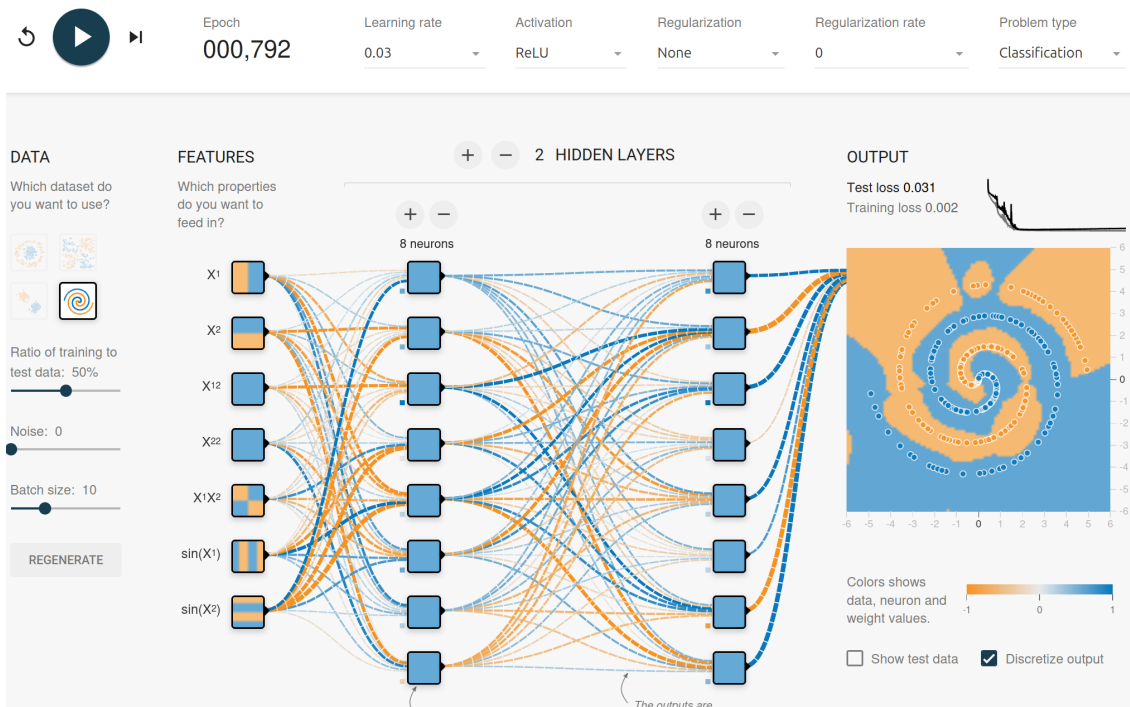 Epoch
000,792
Learning rate
0.03
Activation
ReLU
Regularization
None
Regularization rate
0
Problem type
Classification
DATA
Which dataset do
you want to use?
Ratio of training to
test data: 50%
Noise: 0
Batch size: 10
REGENERATE
FEATURES
Which properties
do you want to
feed in?
X1
X2
X12
X22
X1X2
sin(X1)
sin(X2)
+ − 2 HIDDEN LAYERS
+ −
8 neurons
+ −
8 neurons
The outputs are
OUTPUT
Test loss 0.031
Training loss 0.002
6
5
4
3
2
1
0
-1
-2
-3
-4
-5
-6
-6 -5 -4 -3 -2 -1 0 1 2 3 4 5 6
Colors shows
data, neuron and
weight values.
-1 0 1
Show test data
Discretize output